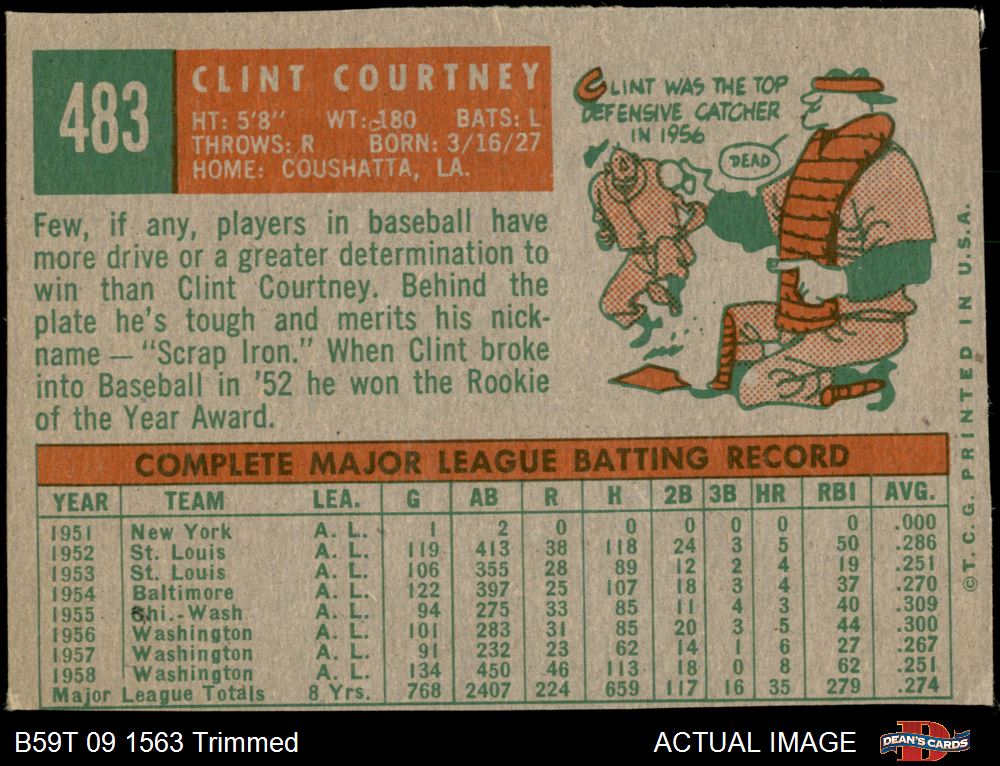 483
CLINT COURTNEY
HT: 5'8" WT: 180 BATS: L
THROWS: R BORN: 3/16/27
HOME: COUSHATTA, LA.
CLINT WAS THE TOP
DEFENSIVE CATCHER
IN 1956
DEAD
Few, if any, players in baseball have
more drive or a greater determination to
win than Clint Courtney. Behind the
plate he's tough and merits his nick-
name — "Scrap Iron." When Clint broke
into Baseball in '52 he won the Rookie
of the Year Award.
COMPLETE MAJOR LEAGUE BATTING RECORD
YEAR TEAM LEA. G AB R H 2B 3B HR RBI AVG.
1951 New York A. L. 1 2 0 0 0 0 0 0 .000
1952 St. Louis A. L. 119 413 38 118 24 3 5 50 .286
1953 St. Louis A. L. 106 355 28 89 12 2 4 19 .251
1954 Baltimore A. L. 122 397 25 107 18 3 4 37 .270
1955 Chi.-Wash A. L. 94 275 33 85 11 4 3 40 .309
1956 Washington A. L. 101 283 31 85 20 3 5 44 .300
1957 Washington A. L. 91 232 23 62 14 1 6 27 .267
1958 Washington A. L. 134 450 46 113 18 0 8 62 .251
Major League Totals 8 Yrs. 768 2407 224 659 117 16 35 279 .274
© T. C. G. PRINTED IN U.S.A.
B59T 09 1563 Trimmed
ACTUAL IMAGE
D
DEAN'S CARDS